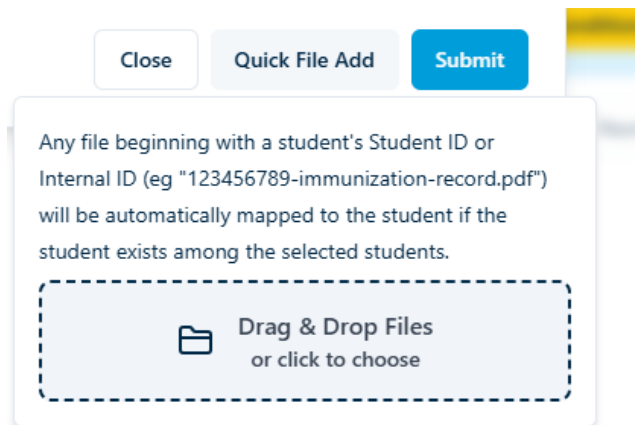 Close
Quick File Add
Submit
Any file beginning with a student's Student ID or
Internal ID (eg "123456789-immunization-record.pdf")
will be automatically mapped to the student if the
student exists among the selected students.
Drag & Drop Files
or click to choose